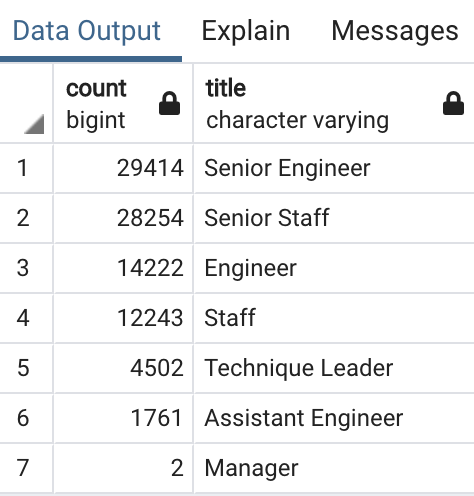 Data Output Explain Messages
count title
bigint character varying
1 29414 Senior Engineer
2 28254 Senior Staff
3 14222 Engineer
4 12243 Staff
5 4502 Technique Leader
6 1761 Assistant Engineer
7 2 Manager